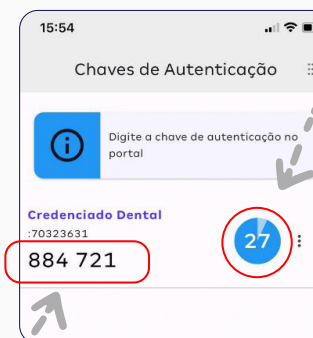 15:54
Chaves de Autenticação
Digite a chave de autenticação no
portal
Credenciado Dental
:70323631
884 721
27